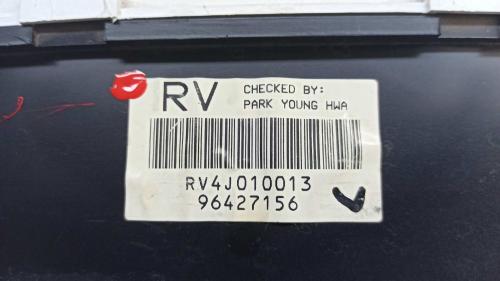 RV
CHECKED BY:
PARK YOUNG HWA
RV4J010013
96427156